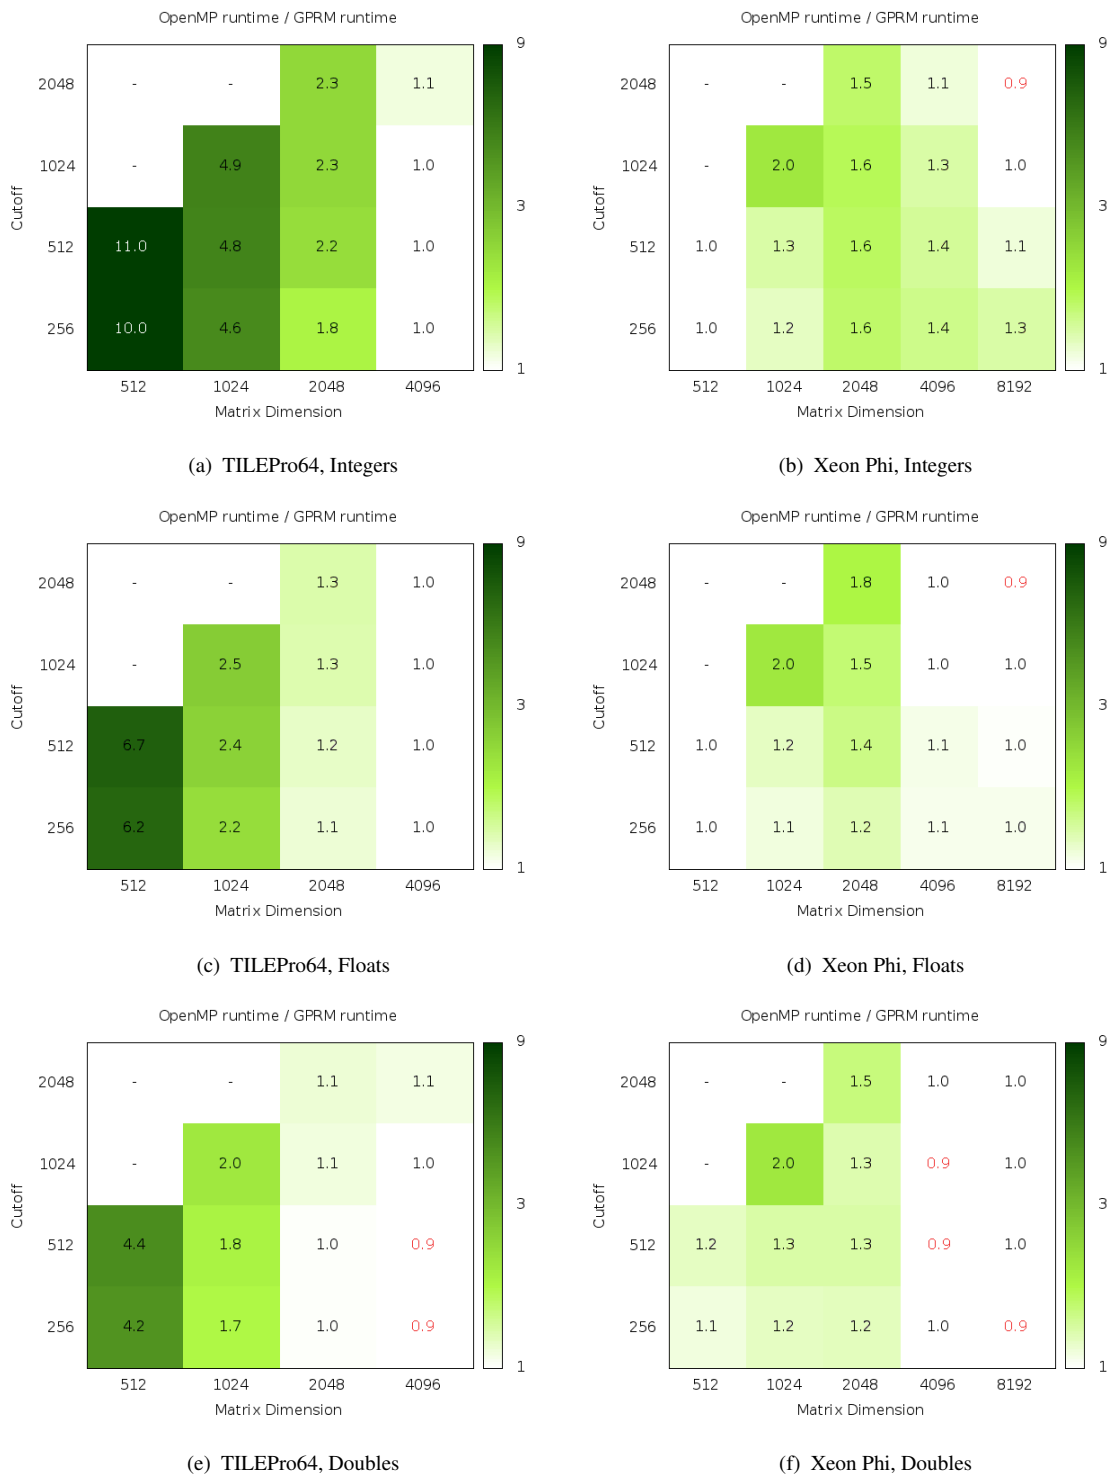 OpenMP runtime / GPRM runtime
9
2048 - - 2.3 1.1
1024 - 4.9 2.3 1.0
3
Cutoff
512 11.0 4.8 2.2 1.0
256 10.0 4.6 1.8 1.0
1
512 1024 2048 4096
Matrix Dimension
(a) TILEPro64, Integers
OpenMP runtime / GPRM runtime
9
2048 - - 1.5 1.1 0.9
1024 - 2.0 1.6 1.3 1.0
3
Cutoff
512 1.0 1.3 1.6 1.4 1.1
256 1.0 1.2 1.6 1.4 1.3
1
512 1024 2048 4096 8192
Matrix Dimension
(b) Xeon Phi, Integers
OpenMP runtime / GPRM runtime
9
2048 - - 1.3 1.0
1024 - 2.5 1.3 1.0
3
Cutoff
512 6.7 2.4 1.2 1.0
256 6.2 2.2 1.1 1.0
1
512 1024 2048 4096
Matrix Dimension
(c) TILEPro64, Floats
OpenMP runtime / GPRM runtime
9
2048 - - 1.8 1.0 0.9
1024 - 2.0 1.5 1.0 1.0
3
Cutoff
512 1.0 1.2 1.4 1.1 1.0
256 1.0 1.1 1.2 1.1 1.0
1
512 1024 2048 4096 8192
Matrix Dimension
(d) Xeon Phi, Floats
OpenMP runtime / GPRM runtime
9
2048 - - 1.1 1.1
1024 - 2.0 1.1 1.0
3
Cutoff
512 4.4 1.8 1.0 0.9
256 4.2 1.7 1.0 0.9
1
512 1024 2048 4096
Matrix Dimension
(e) TILEPro64, Doubles
OpenMP runtime / GPRM runtime
9
2048 - - 1.5 1.0 1.0
1024 - 2.0 1.3 0.9 1.0
3
Cutoff
512 1.2 1.3 1.3 0.9 1.0
256 1.1 1.2 1.2 1.0 0.9
1
512 1024 2048 4096 8192
Matrix Dimension
(f) Xeon Phi, Doubles